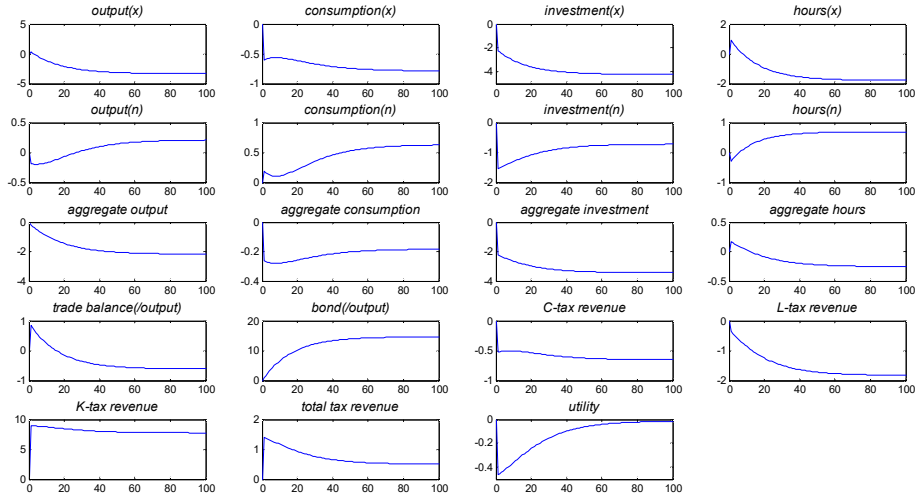 output(x)
5
0
-5
0 20 40 60 80 100
consumption(x)
0
-0.5
-1
0 20 40 60 80 100
investment(x)
0
-2
-4
0 20 40 60 80 100
hours(x)
2
0
-2
0 20 40 60 80 100
output(n)
0.5
0
-0.5
0 20 40 60 80 100
consumption(n)
1
0.5
0
0 20 40 60 80 100
investment(n)
0
-1
-2
0 20 40 60 80 100
hours(n)
1
0
-1
0 20 40 60 80 100
aggregate output
0
-2
-4
0 20 40 60 80 100
aggregate consumption
0
-0.2
-0.4
0 20 40 60 80 100
aggregate investment
0
-2
-4
0 20 40 60 80 100
aggregate hours
0.5
0
-0.5
0 20 40 60 80 100
trade balance(/output)
1
0
-1
0 20 40 60 80 100
bond(/output)
20
10
0
0 20 40 60 80 100
C-tax revenue
0
-0.5
-1
0 20 40 60 80 100
L-tax revenue
0
-1
-2
0 20 40 60 80 100
K-tax revenue
10
5
0
0 20 40 60 80 100
total tax revenue
2
1
0
0 20 40 60 80 100
utility
0
-0.2
-0.4
0 20 40 60 80 100